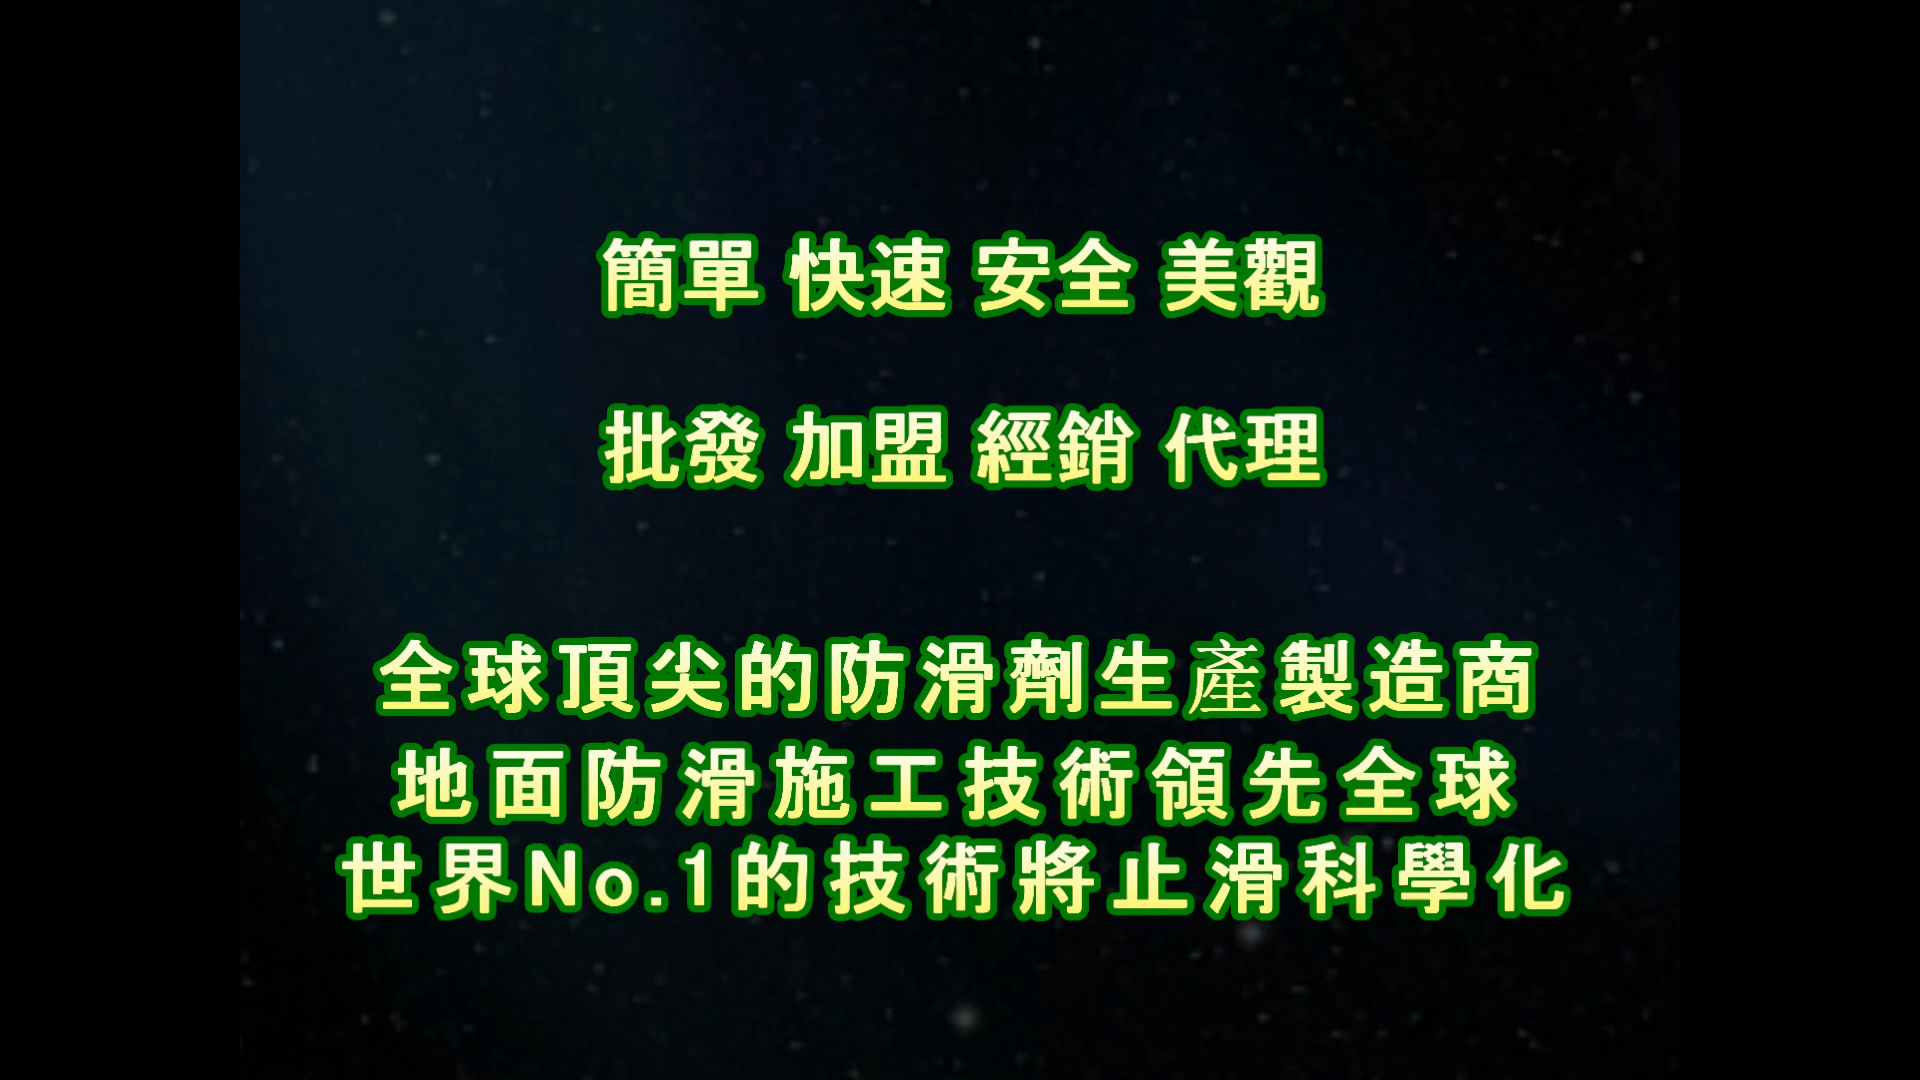 簡單 快速 安全 美觀
批發 加盟 經銷 代理
全球頂尖的防滑劑生產製造商
地面防滑施工技術領先全球
世界No.1的技術將止滑科學化